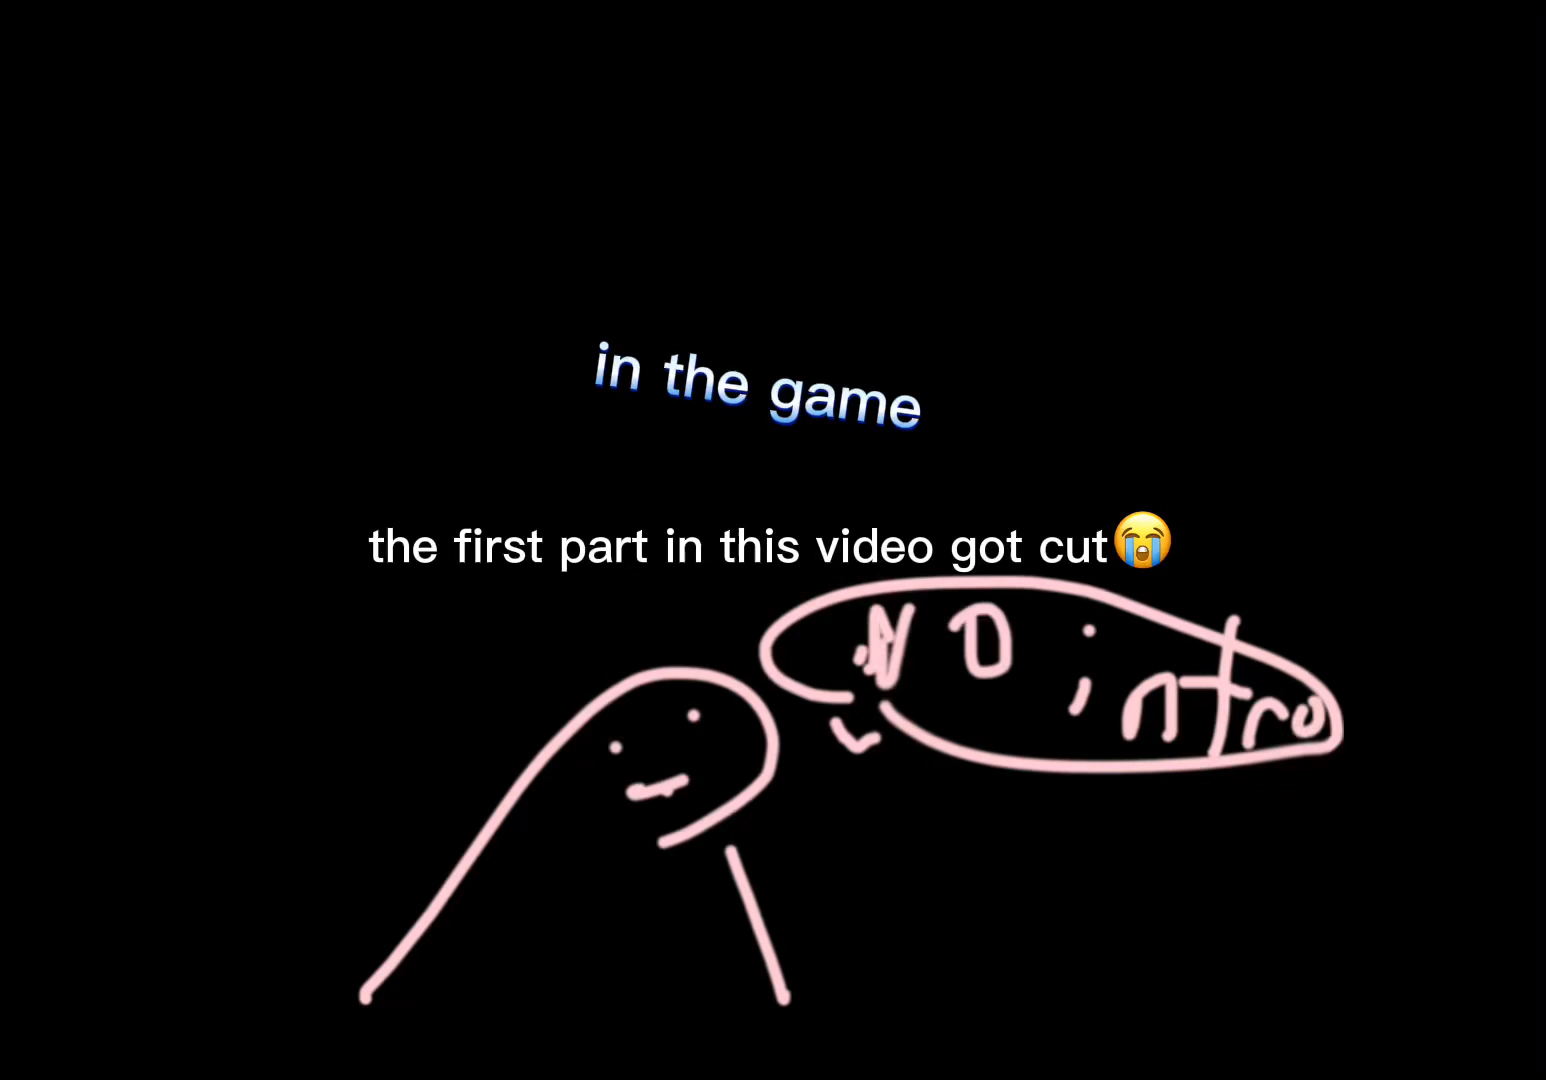 in the game
the first part in this video got cut😭
NO intro